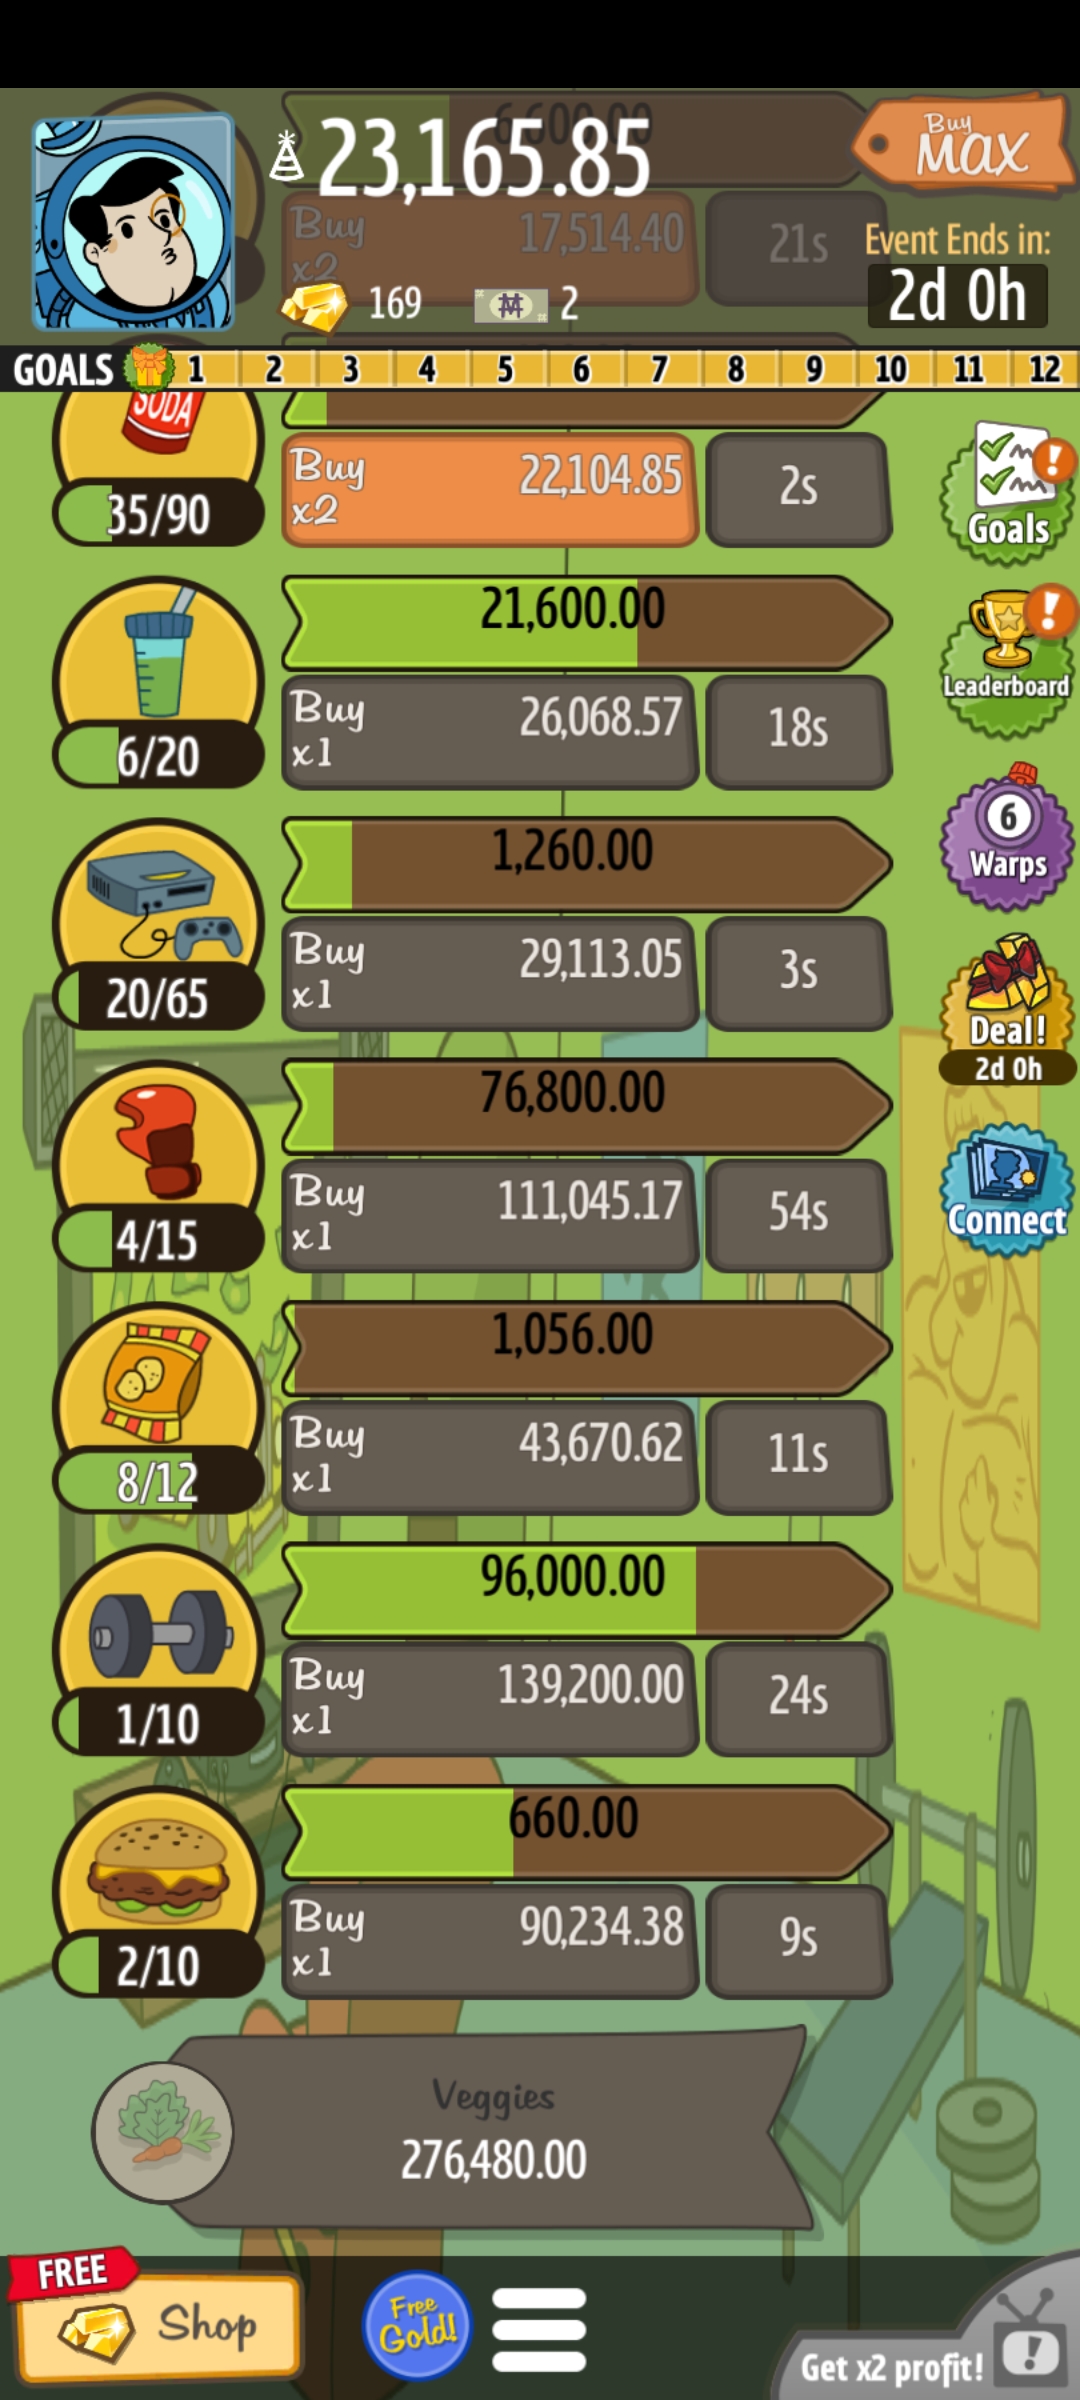 6,600.00
23,165.85
Buy
MAX
Buy
x2
17,514.40
21s
Event Ends in:
2d 0h
169
2
GOALS 1 2 3 4 5 6 7 8 9 10 11 12
SODA
35/90
Buy
x2
22,104.85
2s
Goals
21,600.00
6/20
Buy
x1
26,068.57
18s
Leaderboard
1,260.00
20/65
Buy
x1
29,113.05
3s
6
Warps
Deal!
2d 0h
76,800.00
4/15
Buy
x1
111,045.17
54s
Connect
1,056.00
8/12
Buy
x1
43,670.62
11s
96,000.00
1/10
Buy
x1
139,200.00
24s
660.00
2/10
Buy
x1
90,234.38
9s
Veggies
276,480.00
FREE
Shop
Free
Gold!
Get x2 profit!